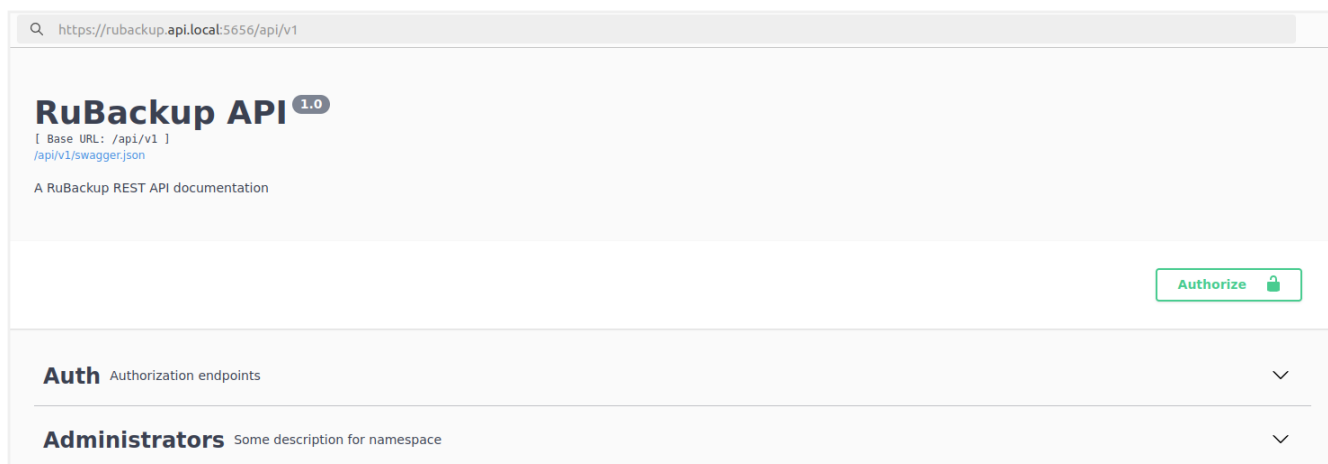 https://rubackup.api.local:5656/api/v1
RuBackup API 1.0
[ Base URL: /api/v1 ]
/api/v1/swagger.json
A RuBackup REST API documentation
Authorize
Auth Authorization endpoints
Administrators Some description for namespace